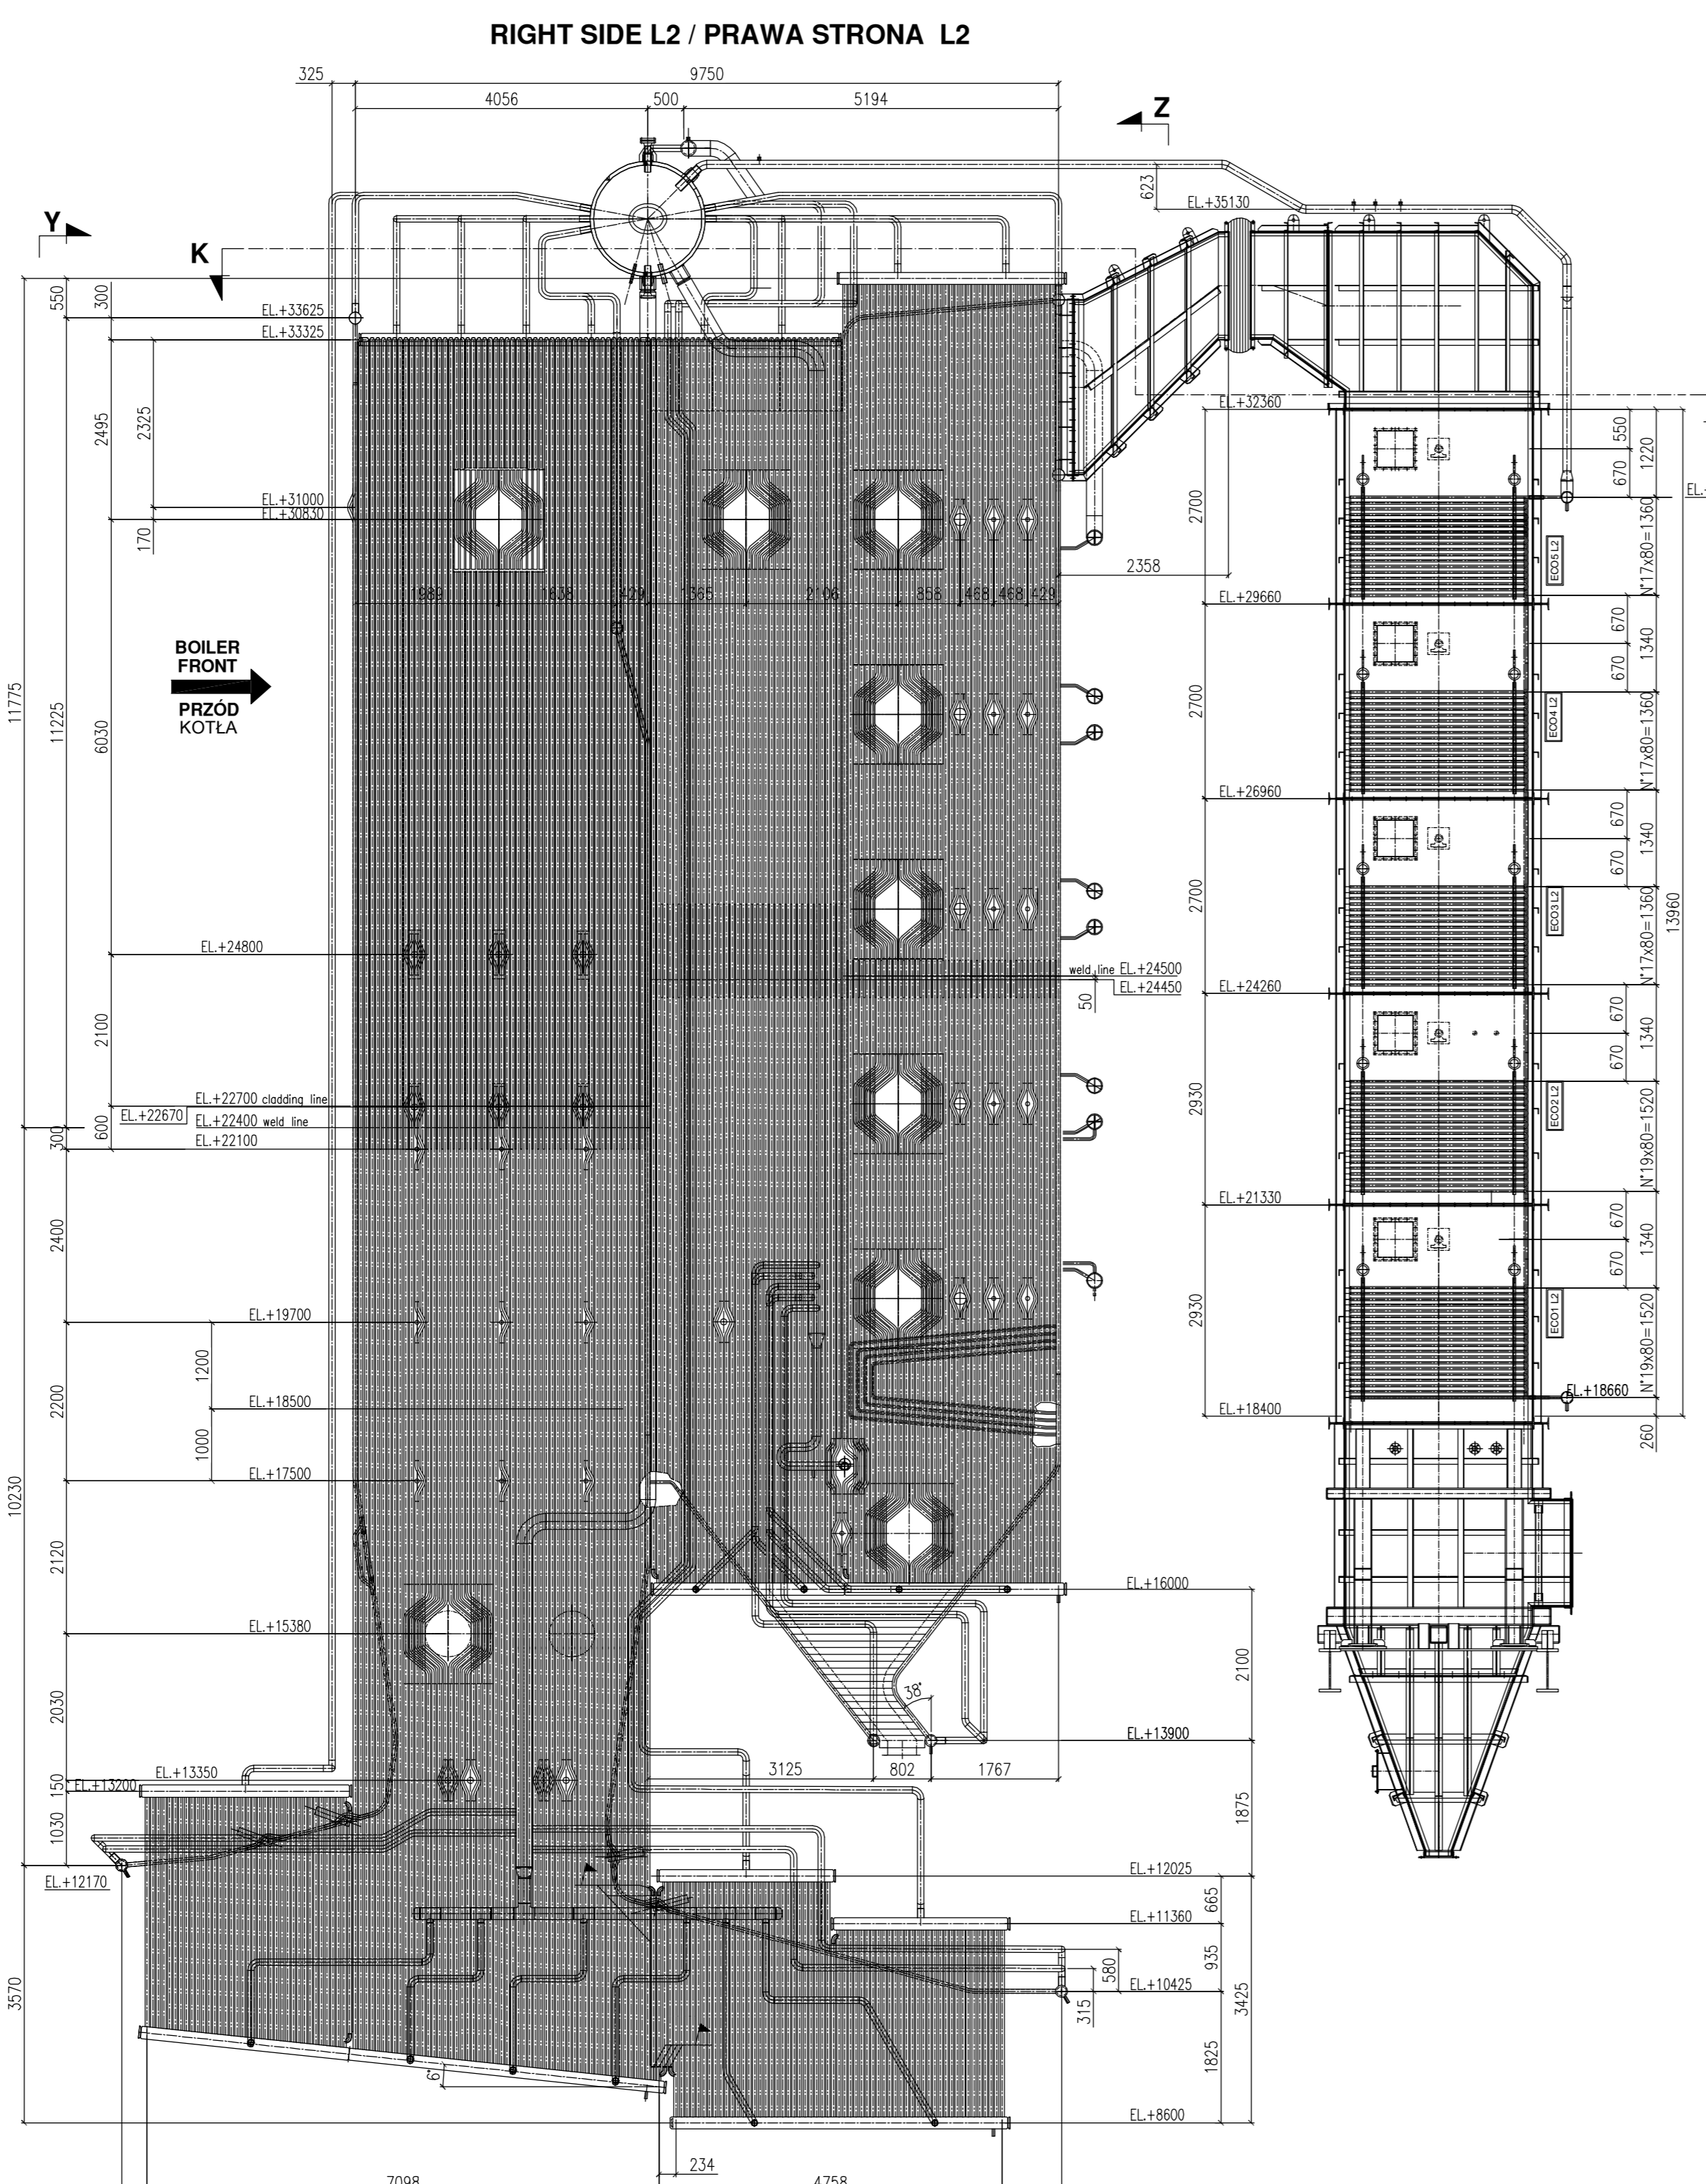 RIGHT SIDE L2 / PRAWA STRONA L2
325
9750
4056
500
5194
Z
623
EL.+35130
Y
K
550
300
EL.+33625
EL.+33325
2495
2325
EL.+32360
550
1220
670
EL.+31000
EL.+30830
170
2700
N°17x80=1360
ECO5 L2
2358
1989
1638
429
1365
2106
858
468
468
429
EL.+29660
670
1340
670
BOILER
FRONT
PRZÓD
KOTŁA
11775
11225
6030
2700
ECO4 L2
N°17x80=1360
EL.+26960
670
1340
670
2700
ECO3 L2
N°17x80=1360
13960
EL.+24800
weld line EL.+24500
EL.+24450
50
EL.+24260
670
1340
670
2100
2930
ECO2 L2
N°19x80=1520
EL.+22700 cladding line
EL.+22670
EL.+22400 weld line
EL.+22100
300
600
EL.+21330
670
1340
670
2400
2930
ECO1 L2
N°19x80=1520
EL.+19700
1200
EL.+18660
EL.+18500
EL.+18400
260
2200
1000
EL.+17500
10230
2120
EL.+16000
EL.+15380
2100
2030
38°
EL.+13900
EL.+13350
EL.+13200
150
3125
802
1767
1030
1875
EL.+12170
EL.+12025
665
EL.+11360
935
580
EL.+10425
315
3570
3425
1825
6°
EL.+8600
234
7098
4758